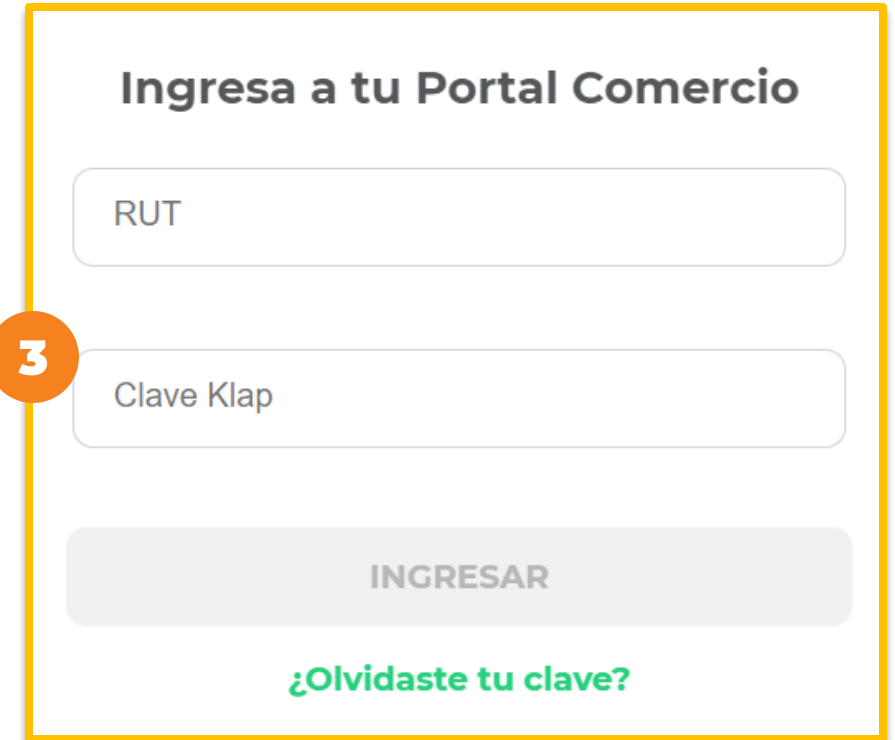 Ingresa a tu Portal Comercio
RUT
3
Clave Klap
INGRESAR
¿Olvidaste tu clave?